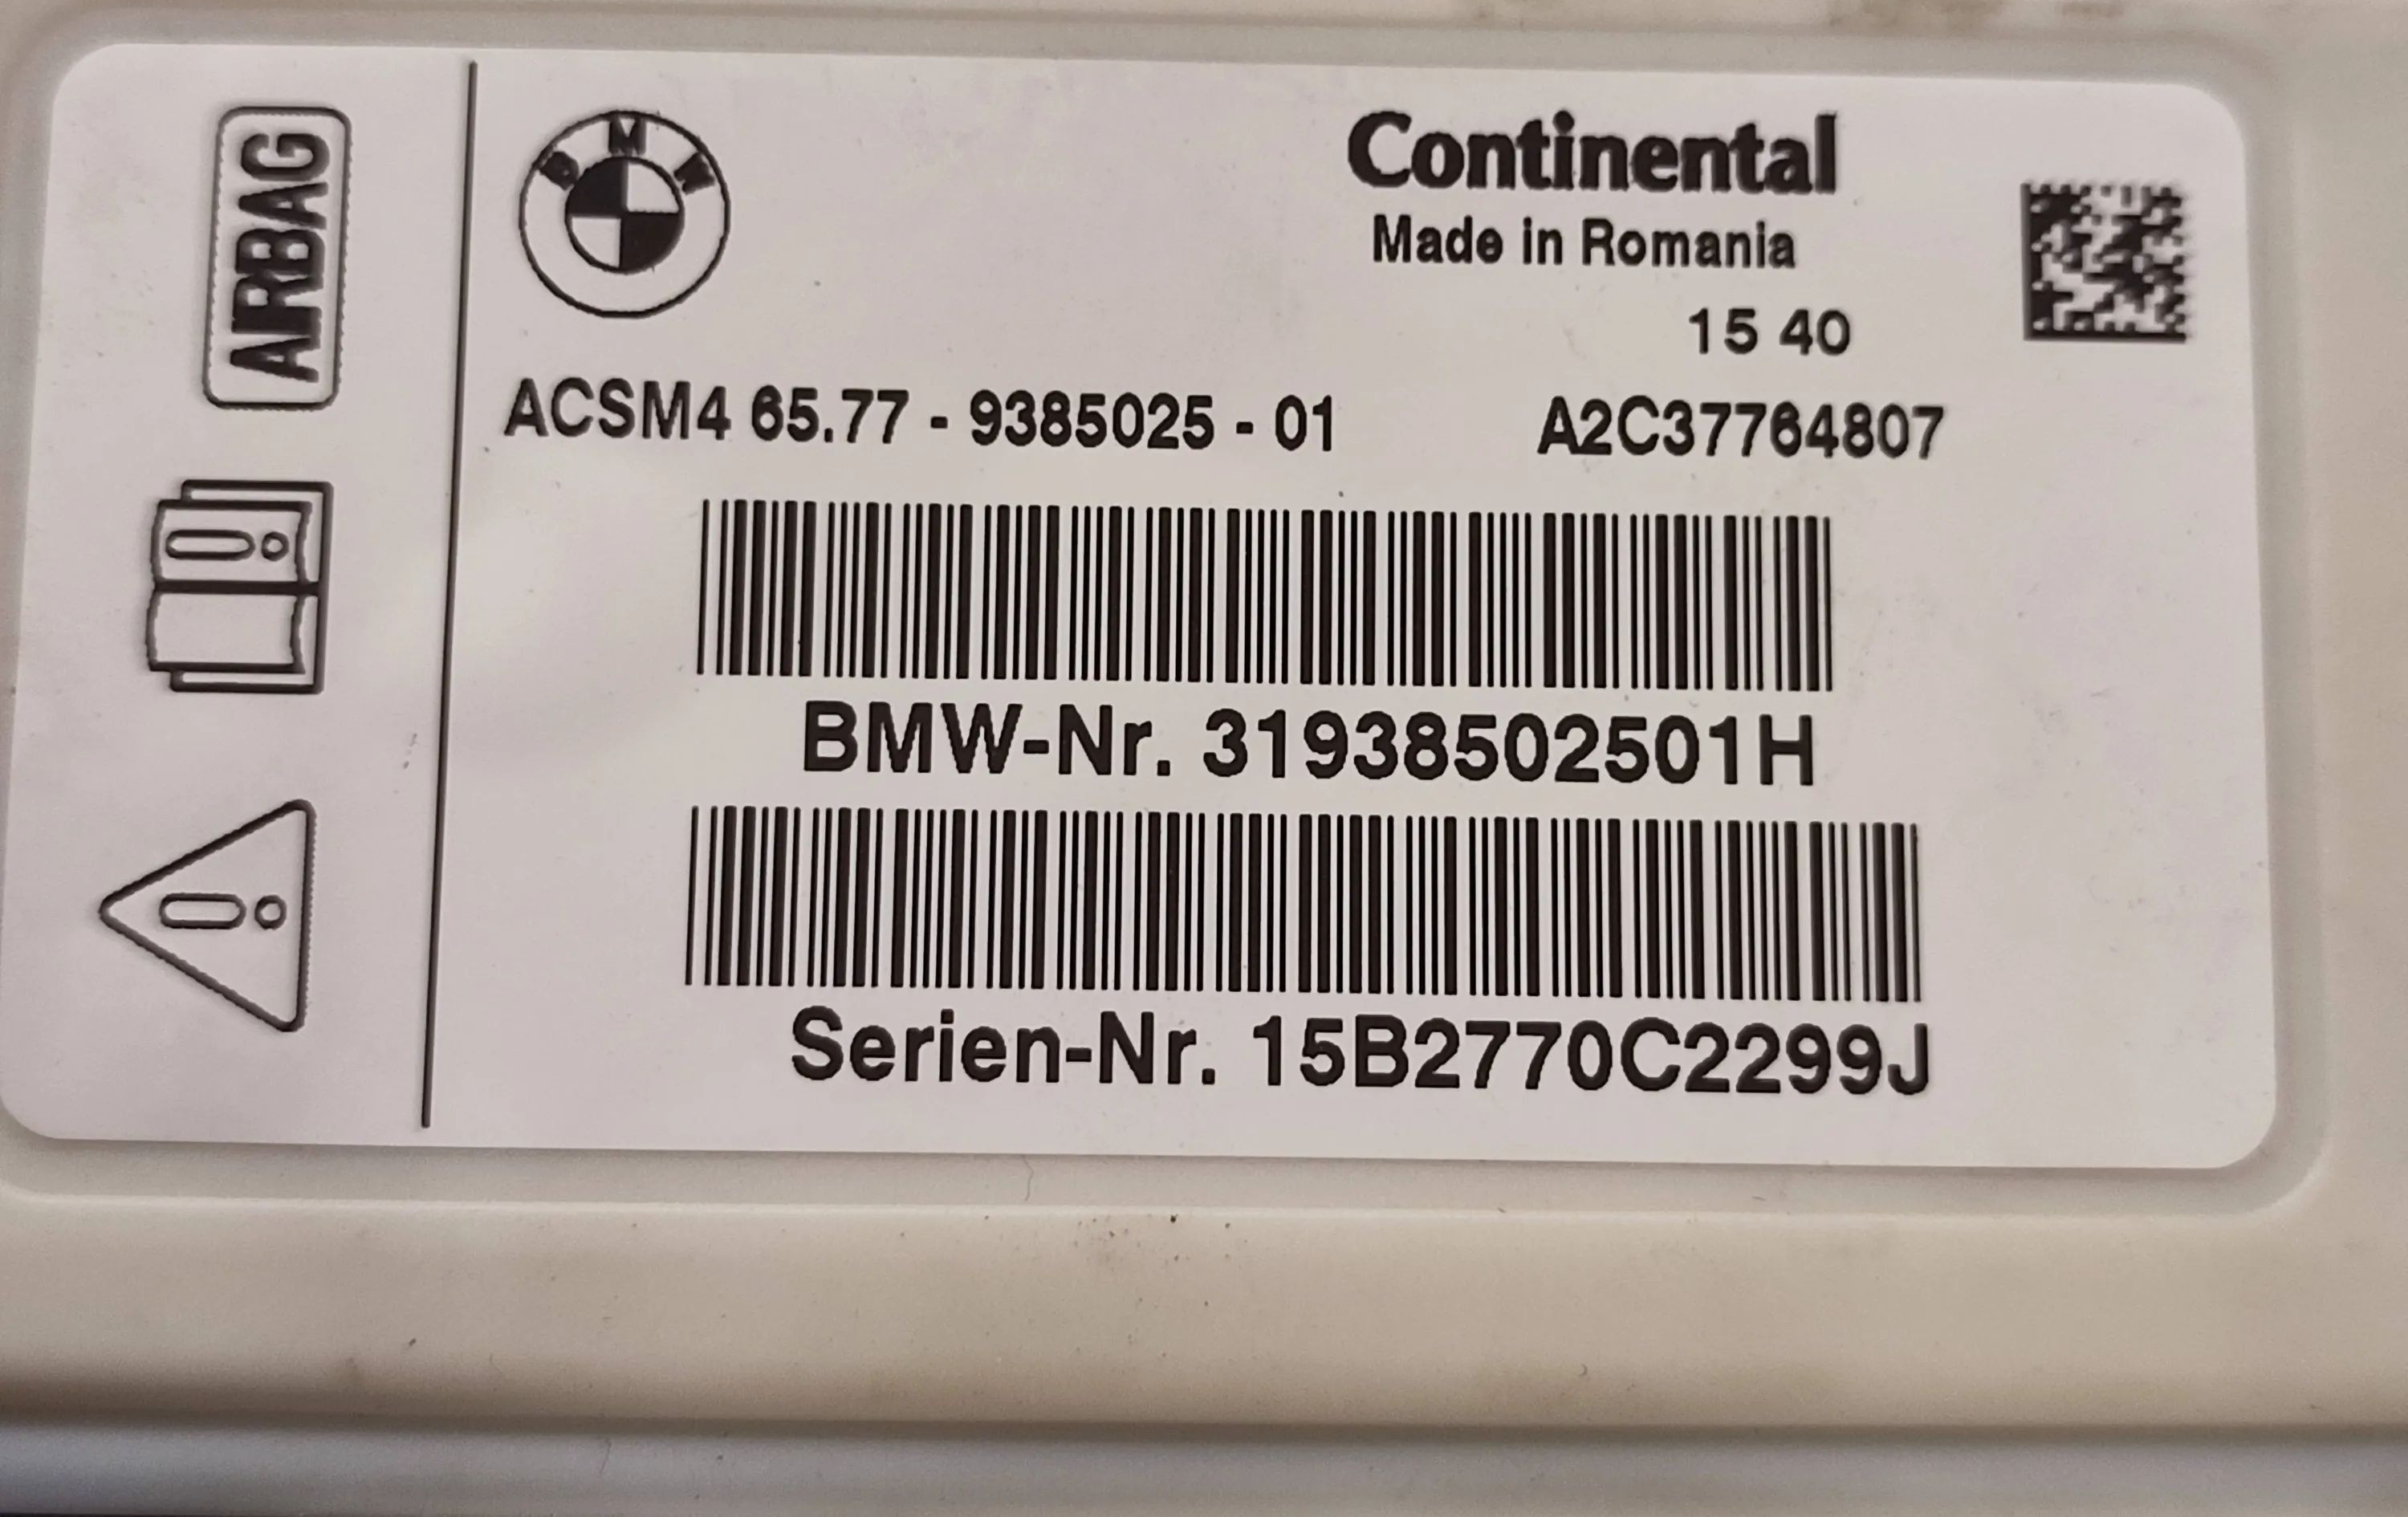 AIRBAG
BMW
Continental
Made in Romania
15 40
ACSM4 65.77 - 9385025 - 01 A2C37764807
BMW-Nr. 31938502501H
Serien-Nr. 15B2770C2299J